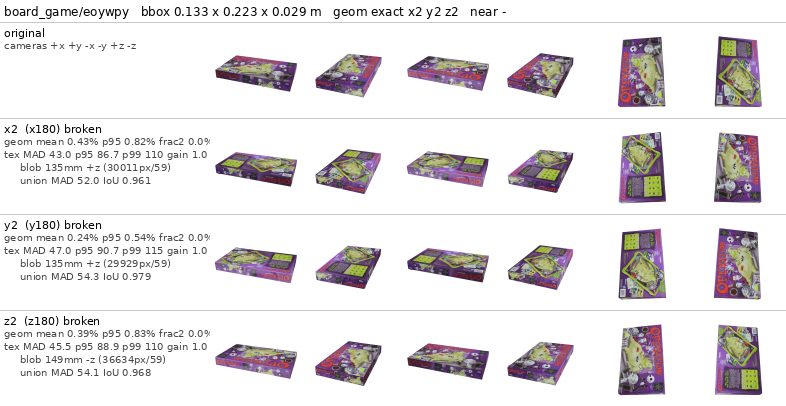 board_game/eoywpy bbox 0.133 x 0.223 x 0.029 m geom exact x2 y2 z2 near -
original
cameras +x +y -x -y +z -z
x2 (x180) broken
geom mean 0.43% p95 0.82% frac2 0.0%
tex MAD 43.0 p95 86.7 p99 110 gain 1.0
blob 135mm +z (30011px/59)
union MAD 52.0 IoU 0.961
y2 (y180) broken
geom mean 0.24% p95 0.54% frac2 0.0%
tex MAD 47.0 p95 90.7 p99 115 gain 1.0
blob 135mm +z (29929px/59)
union MAD 54.3 IoU 0.979
z2 (z180) broken
geom mean 0.39% p95 0.83% frac2 0.0%
tex MAD 45.5 p95 88.9 p99 110 gain 1.0
blob 149mm -z (36634px/59)
union MAD 54.1 IoU 0.968